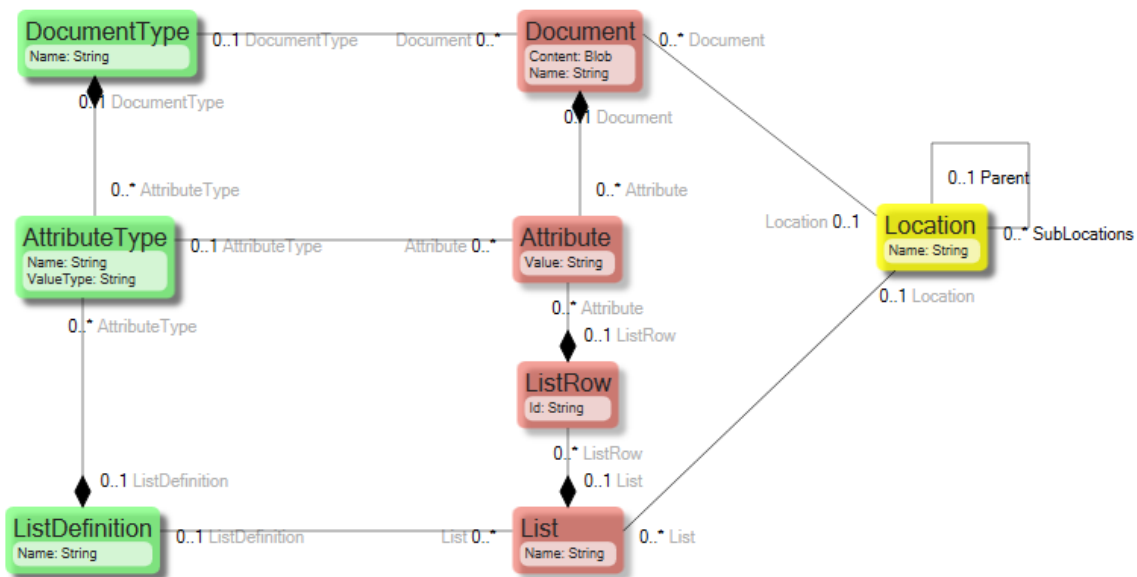 DocumentType
Name: String
0..1 DocumentType
Document 0..*
Document
Content: Blob
Name: String
0..* Document
0..1 DocumentType
0..1 Document
0..* AttributeType
0..* Attribute
0..1 Parent
Location 0..1
Location
Name: String
0..* SubLocations
AttributeType
Name: String
ValueType: String
0..1 AttributeType
Attribute 0..*
Attribute
Value: String
0..1 Location
0..* AttributeType
0..* Attribute
0..1 ListRow
ListRow
Id: String
0..* ListRow
0..1 ListDefinition
0..1 List
ListDefinition
Name: String
0..1 ListDefinition
List 0..*
List
Name: String
0..* List